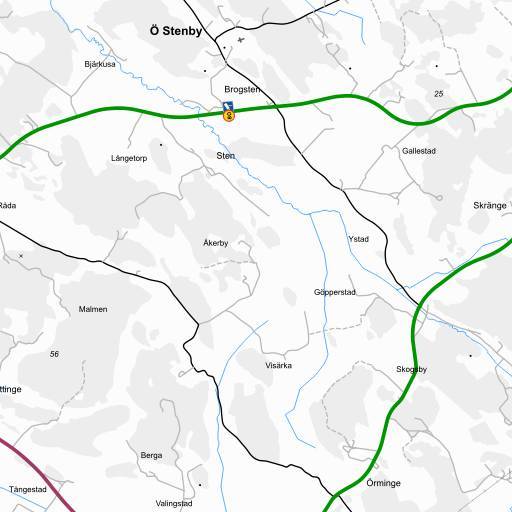 Ö Stenby
Bjärkusa
Brogsten
25
Långetorp
Sten
Gallestad
Råda
Skränge
Åkerby
Ystad
Göpperstad
Malmen
56
Visärka
Skogsby
ttinge
Berga
Tångestad
Valingstad
Örminge